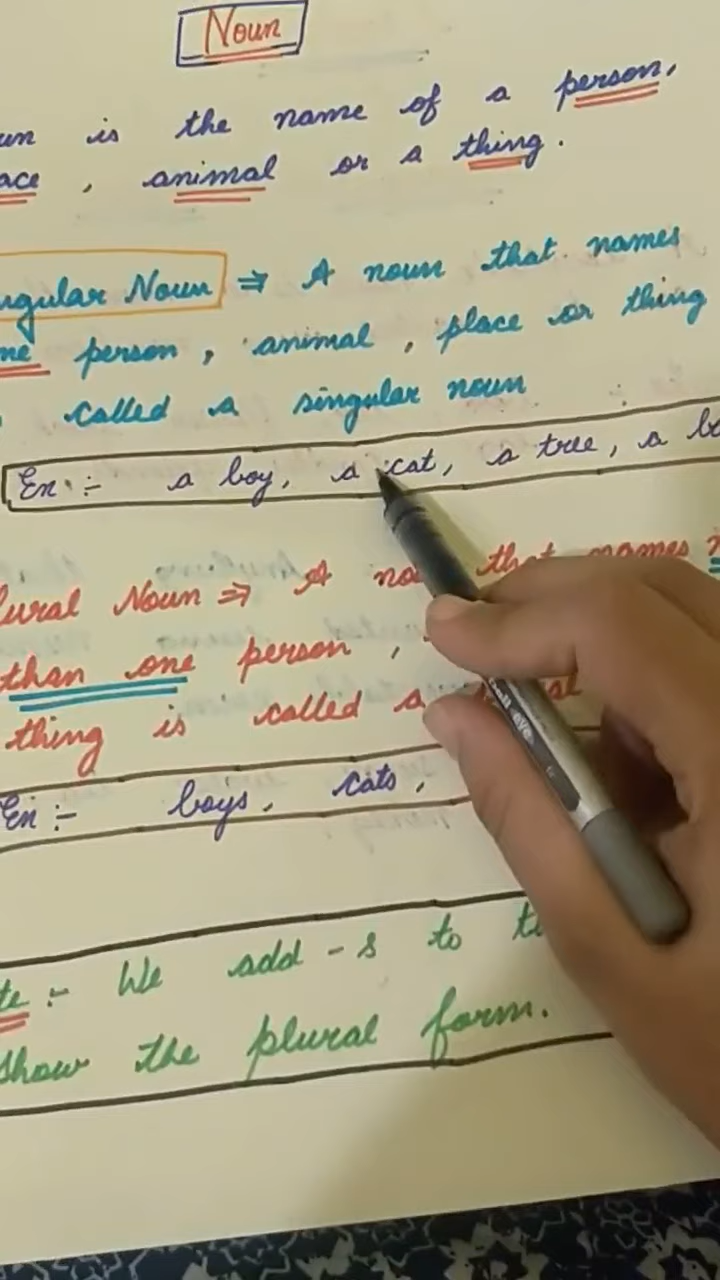 Noun
un is the name of a person,
ace, animal or a thing.
ngular Noun ⇒ A noun that names
ne person, animal, place or thing
called a singular noun
Ex :- a boy, a cat, a tree, a b
lural Noun ⇒ A no that names
than one person,
thing is called a
Ex :- boys, cats,
te :- We add -s to t
show the plural form.